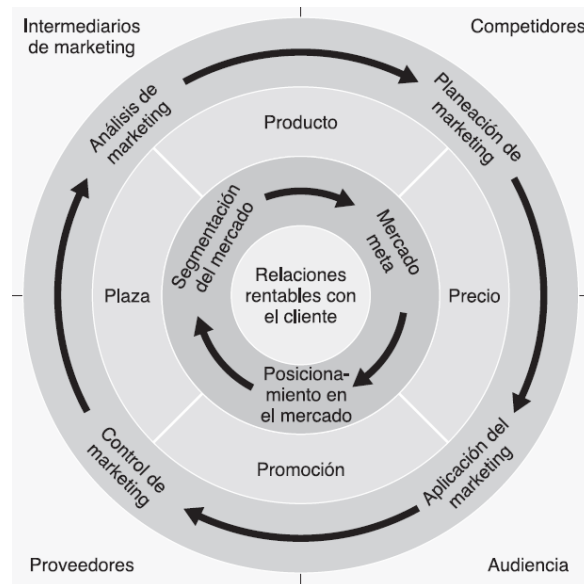 Intermediarios
de marketing
Competidores
Análisis de
marketing
Planeación de
marketing
Producto
Segmentación
del mercado
Mercado
meta
Plaza
Relaciones
rentables con
el cliente
Precio
Posiciona-
miento en
el mercado
Promoción
Control de
marketing
Aplicación del
marketing
Proveedores
Audiencia